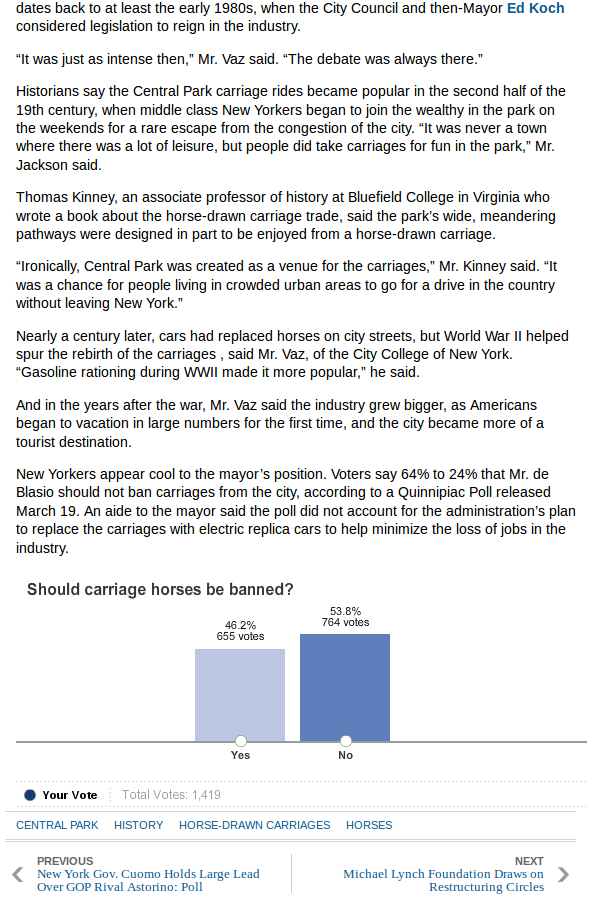 dates back to at least the early 1980s, when the City Council and then-Mayor Ed Koch
considered legislation to reign in the industry.
“It was just as intense then,” Mr. Vaz said. “The debate was always there.”
Historians say the Central Park carriage rides became popular in the second half of the
19th century, when middle class New Yorkers began to join the wealthy in the park on
the weekends for a rare escape from the congestion of the city. “It was never a town
where there was a lot of leisure, but people did take carriages for fun in the park,” Mr.
Jackson said.
Thomas Kinney, an associate professor of history at Bluefield College in Virginia who
wrote a book about the horse-drawn carriage trade, said the park’s wide, meandering
pathways were designed in part to be enjoyed from a horse-drawn carriage.
“Ironically, Central Park was created as a venue for the carriages,” Mr. Kinney said. “It
was a chance for people living in crowded urban areas to go for a drive in the country
without leaving New York.”
Nearly a century later, cars had replaced horses on city streets, but World War II helped
spur the rebirth of the carriages , said Mr. Vaz, of the City College of New York.
“Gasoline rationing during WWII made it more popular,” he said.
And in the years after the war, Mr. Vaz said the industry grew bigger, as Americans
began to vacation in large numbers for the first time, and the city became more of a
tourist destination.
New Yorkers appear cool to the mayor’s position. Voters say 64% to 24% that Mr. de
Blasio should not ban carriages from the city, according to a Quinnipiac Poll released
March 19. An aide to the mayor said the poll did not account for the administration’s plan
to replace the carriages with electric replica cars to help minimize the loss of jobs in the
industry.
Should carriage horses be banned?
46.2%
655 votes
53.8%
764 votes
Yes
No
Your Vote
Total Votes: 1,419
CENTRAL PARK HISTORY HORSE-DRAWN CARRIAGES HORSES
PREVIOUS
New York Gov. Cuomo Holds Large Lead
Over GOP Rival Astorino: Poll
NEXT
Michael Lynch Foundation Draws on
Restructuring Circles